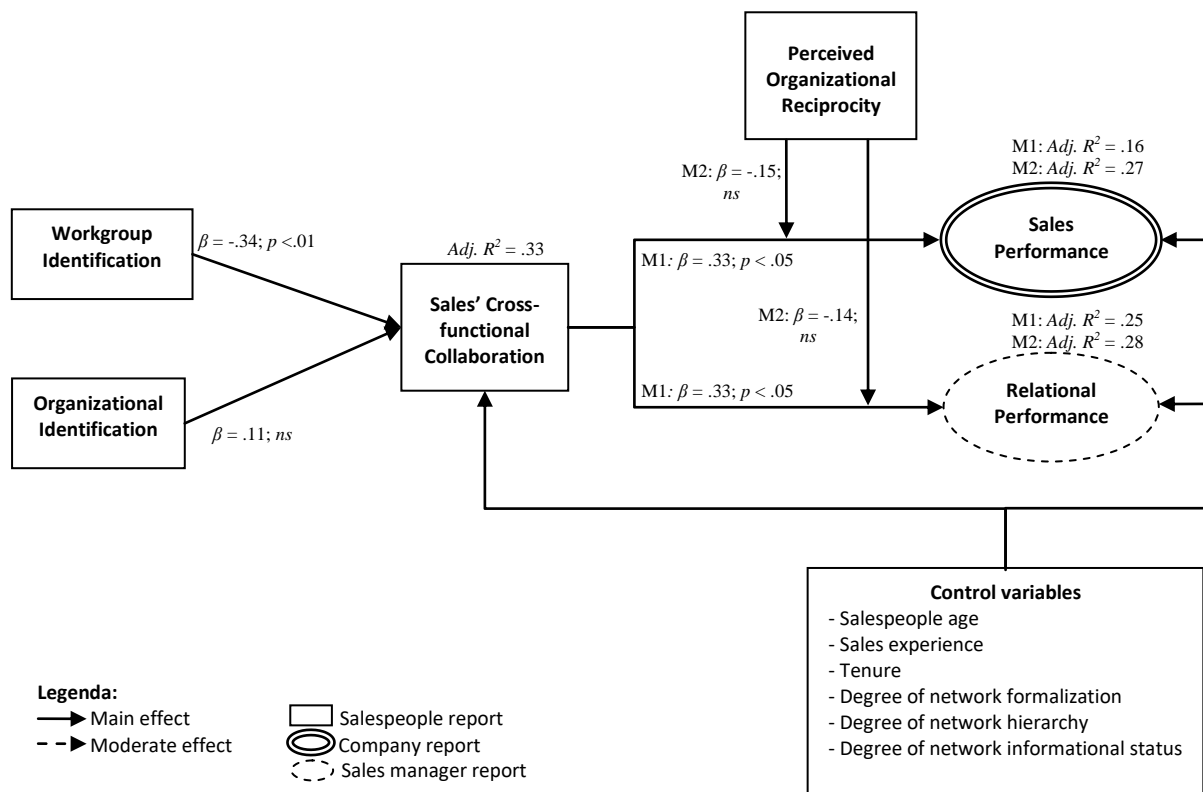 Perceived
Organizational
Reciprocity
M1: Adj. R² = .16
M2: Adj. R² = .27
M2: β = -.15;
ns
Workgroup
Identification
β = -.34; p <.01
Adj. R² = .33
Sales
Performance
M1: β = .33; p < .05
Sales’ Cross-
functional
Collaboration
M2: β = -.14;
ns
M1: Adj. R² = .25
M2: Adj. R² = .28
Organizational
Identification
β = .11; ns
M1: β = .33; p < .05
Relational
Performance
Control variables
- Salespeople age
- Sales experience
- Tenure
- Degree of network formalization
- Degree of network hierarchy
- Degree of network informational status
Legenda:
Main effect
Moderate effect
Salespeople report
Company report
Sales manager report